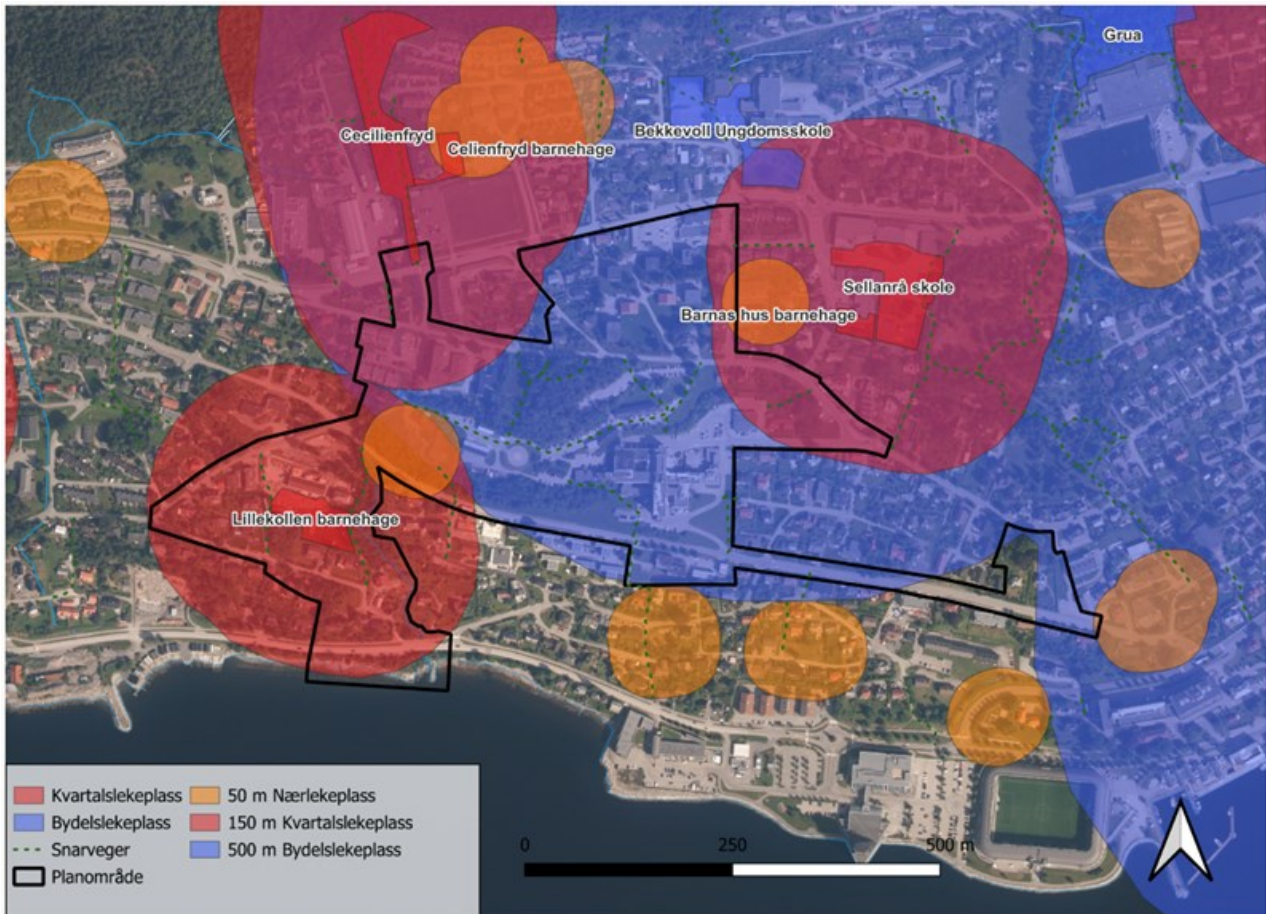 Grua
Cecilienfryd
Bekkevoll Ungdomsskole
Celienfryd barnehage
Sellanrå skole
Barnas hus barnehage
Lillekollen barnehage
Kvartalslekeplass
50 m Nærlekeplass
Bydelslekeplass
150 m Kvartalslekeplass
Snarveger
500 m Bydelslekeplass
Planområde
0
250
500 m